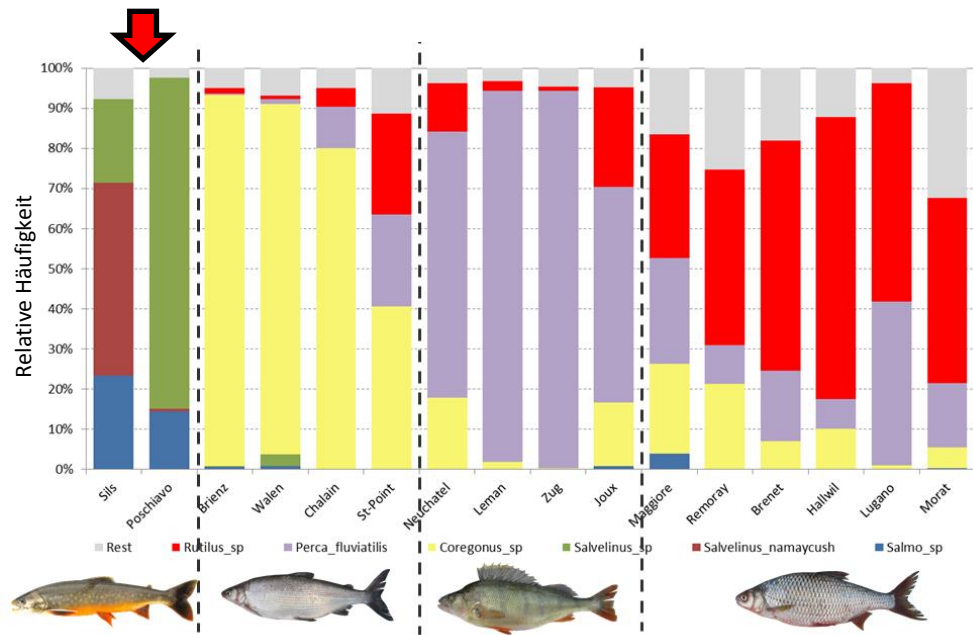 Relative Häufigkeit
100%
90%
80%
70%
60%
50%
40%
30%
20%
10%
0%
Sils
Poschiavo
Brienz
Walen
Chalain
St-Point
Neuchatel
Leman
Zug
Joux
Maggiore
Remoray
Brenet
Hallwil
Lugano
Morat
Rest Rutilus_sp Perca_fluviatilis Coregonus_sp Salvelinus_sp Salvelinus_namaycush Salmo_sp